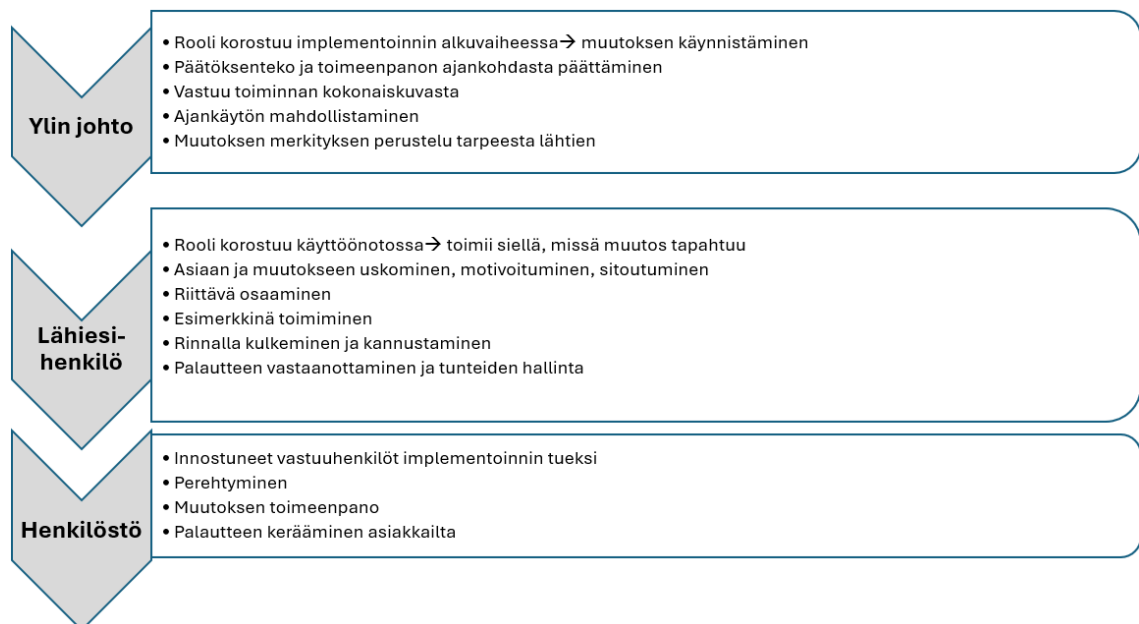 Ylin johto
• Rooli korostuu implementoinnin alkuvaiheessa→ muutoksen käynnistäminen
• Päätöksenteko ja toimeenpanon ajankohdasta päättäminen
• Vastuu toiminnan kokonaiskuvasta
• Ajankäytön mahdollistaminen
• Muutoksen merkityksen perustelu tarpeesta lähtien
Lähiesi-
henkilö
• Rooli korostuu käyttöönotossa→ toimii siellä, missä muutos tapahtuu
• Asiaan ja muutokseen uskominen, motivoituminen, sitoutuminen
• Riittävä osaaminen
• Esimerkkinä toimiminen
• Rinnalla kulkeminen ja kannustaminen
• Palautteen vastaanottaminen ja tunteiden hallinta
Henkilöstö
• Innostuneet vastuuhenkilöt implementoinnin tueksi
• Perehtyminen
• Muutoksen toimeenpano
• Palautteen kerääminen asiakkailta